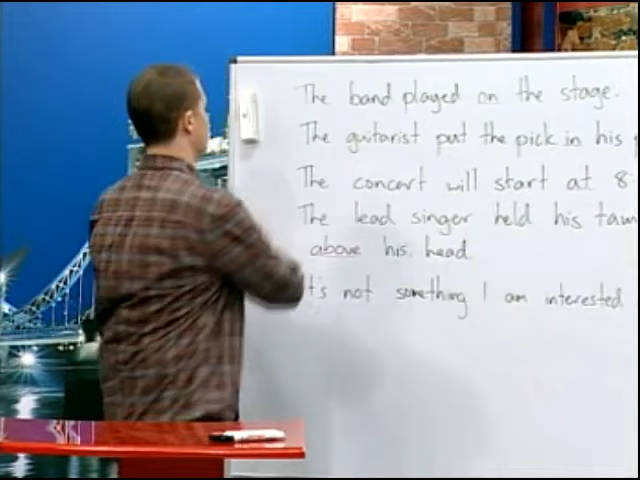 The band played on the stage.
The guitarist put the pick in his
The concert will start at 8
The lead singer held his
above his head
not something I am interested